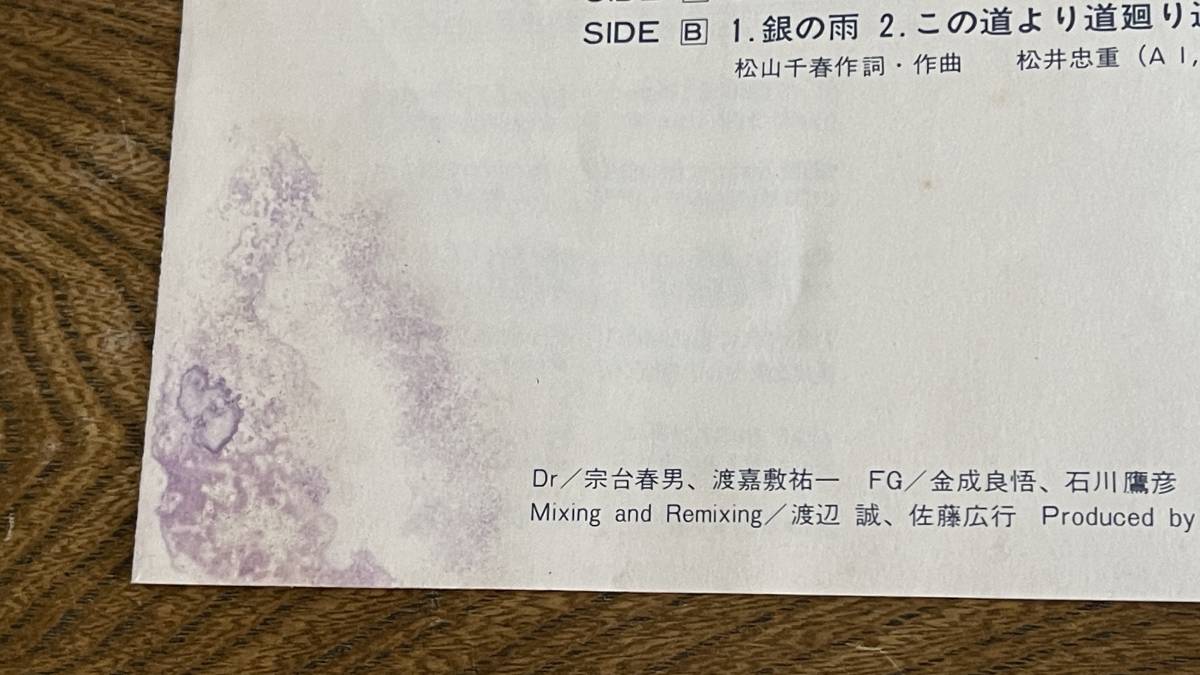 SIDE B 1.銀の雨 2.この道より道廻り
松山千春作詞・作曲 松井忠重 (A 1,
Dr／宗台春男、渡嘉敷祐一 FG／金成良悟、石川鷹彦
Mixing and Remixing／渡辺 誠、佐藤広行 Produced by